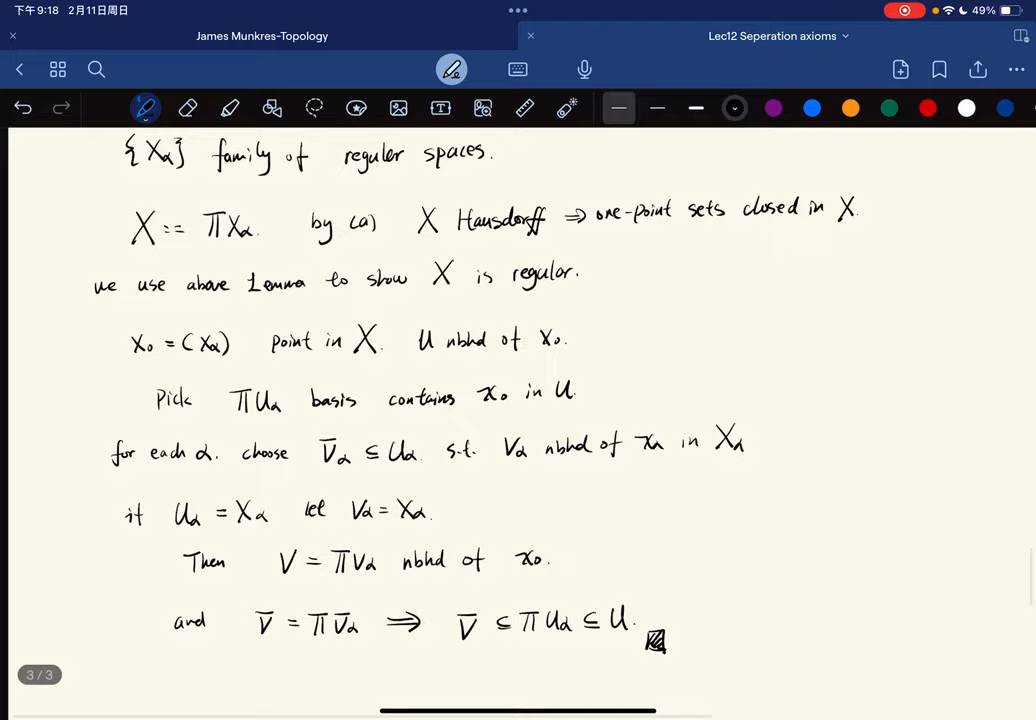 下午9:18 2月11日周日
49%
James Munkres-Topology
Lec12 Seperation axioms
{Xα} family of regular spaces.
X := πXα. by (a) X Hausdorff ⇒ one-point sets closed in X.
we use above Lemma to show X is regular.
x₀ = (xα) point in X. U nbhd of x₀.
Pick πUα basis contains x₀ in U.
for each α. choose V̄α ⊆ Uα. s.t. Vα nbhd of xα in Xα
if Uα = Xα let Vα = Xα.
Then V = πVα nbhd of x₀.
and V̄ = πV̄α ⟹ V̄ ⊆ πUα ⊆ U.
3/3